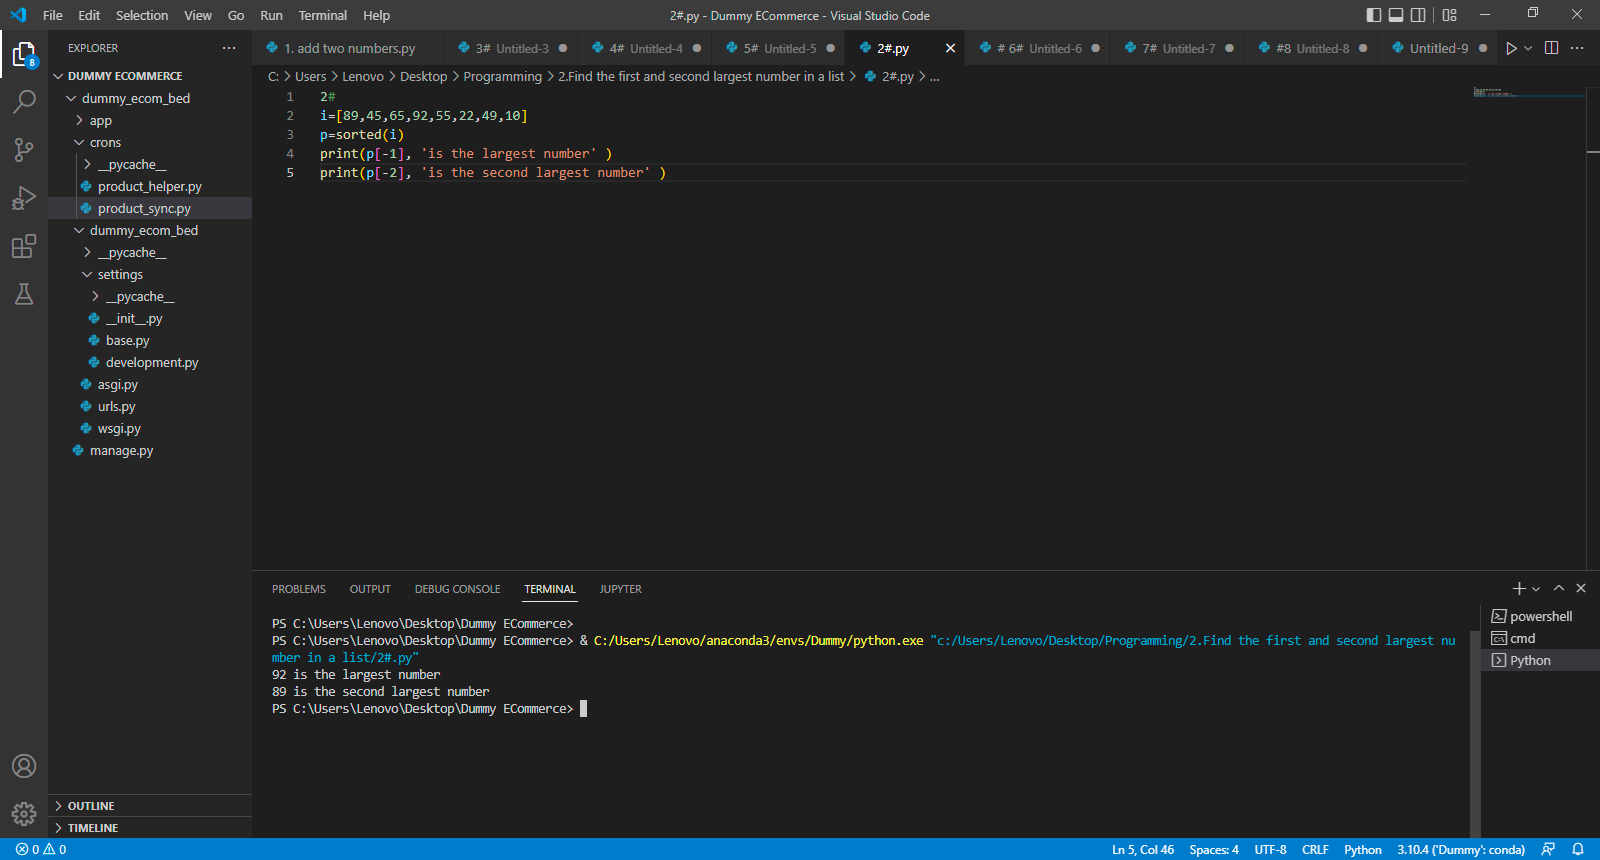 File Edit Selection View Go Run Terminal Help
2#.py - Dummy ECommerce - Visual Studio Code
8
EXPLORER
DUMMY ECOMMERCE
dummy_ecom_bed
app
crons
__pycache__
product_helper.py
product_sync.py
dummy_ecom_bed
__pycache__
settings
__pycache__
__init__.py
base.py
development.py
asgi.py
urls.py
wsgi.py
manage.py
OUTLINE
TIMELINE
1. add two numbers.py 3# Untitled-3 4# Untitled-4 5# Untitled-5 2#.py # 6# Untitled-6 7# Untitled-7 #8 Untitled-8 Untitled-9
C: > Users > Lenovo > Desktop > Programming > 2.Find the first and second largest number in a list > 2#.py > ...
1 2#
2 i=[89,45,65,92,55,22,49,10]
3 p=sorted(i)
4 print(p[-1], 'is the largest number' )
5 print(p[-2], 'is the second largest number' )
PROBLEMS OUTPUT DEBUG CONSOLE TERMINAL JUPYTER
PS C:\Users\Lenovo\Desktop\Dummy ECommerce>
PS C:\Users\Lenovo\Desktop\Dummy ECommerce> & C:/Users/Lenovo/anaconda3/envs/Dummy/python.exe "c:/Users/Lenovo/Desktop/Programming/2.Find the first and second largest nu
mber in a list/2#.py"
92 is the largest number
89 is the second largest number
PS C:\Users\Lenovo\Desktop\Dummy ECommerce>
powershell
cmd
Python
0 0
Ln 5, Col 46 Spaces: 4 UTF-8 CRLF Python 3.10.4 ('Dummy': conda)